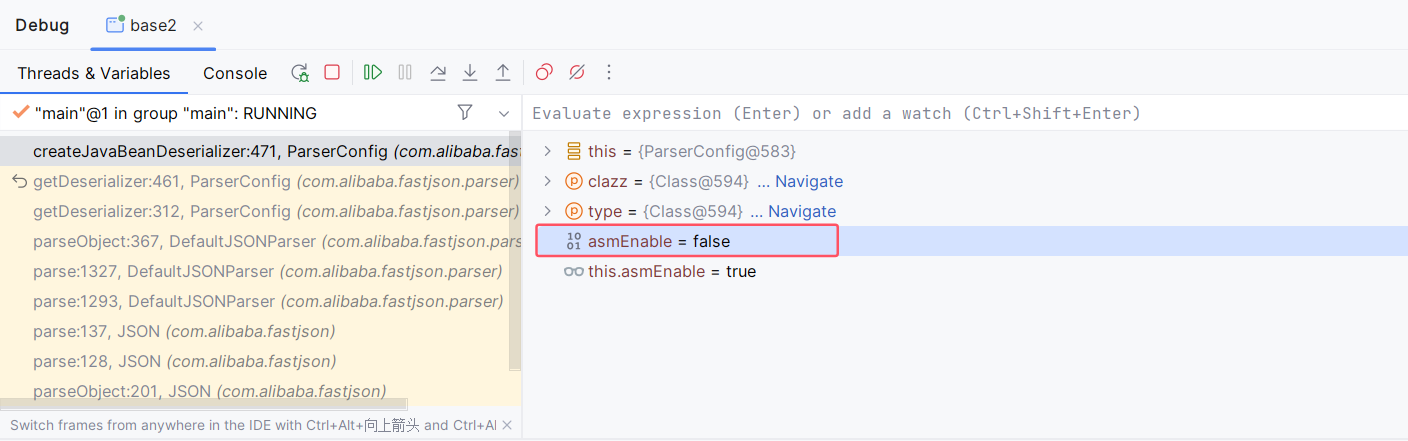 Debug base2
Threads & Variables Console
"main"@1 in group "main": RUNNING
Evaluate expression (Enter) or add a watch (Ctrl+Shift+Enter)
createJavaBeanDeserializer:471, ParserConfig (com.alibaba.fast
getDeserializer:461, ParserConfig (com.alibaba.fastjson.parser)
getDeserializer:312, ParserConfig (com.alibaba.fastjson.parser)
parseObject:367, DefaultJSONParser (com.alibaba.fastjson.pars
parse:1327, DefaultJSONParser (com.alibaba.fastjson.parser)
parse:1293, DefaultJSONParser (com.alibaba.fastjson.parser)
parse:137, JSON (com.alibaba.fastjson)
parse:128, JSON (com.alibaba.fastjson)
parseObject:201, JSON (com.alibaba.fastjson)
Switch frames from anywhere in the IDE with Ctrl+Alt+向上箭头 and Ctrl+Al
this = {ParserConfig@583}
clazz = {Class@594} ... Navigate
type = {Class@594} ... Navigate
10
01 asmEnable = false
this.asmEnable = true